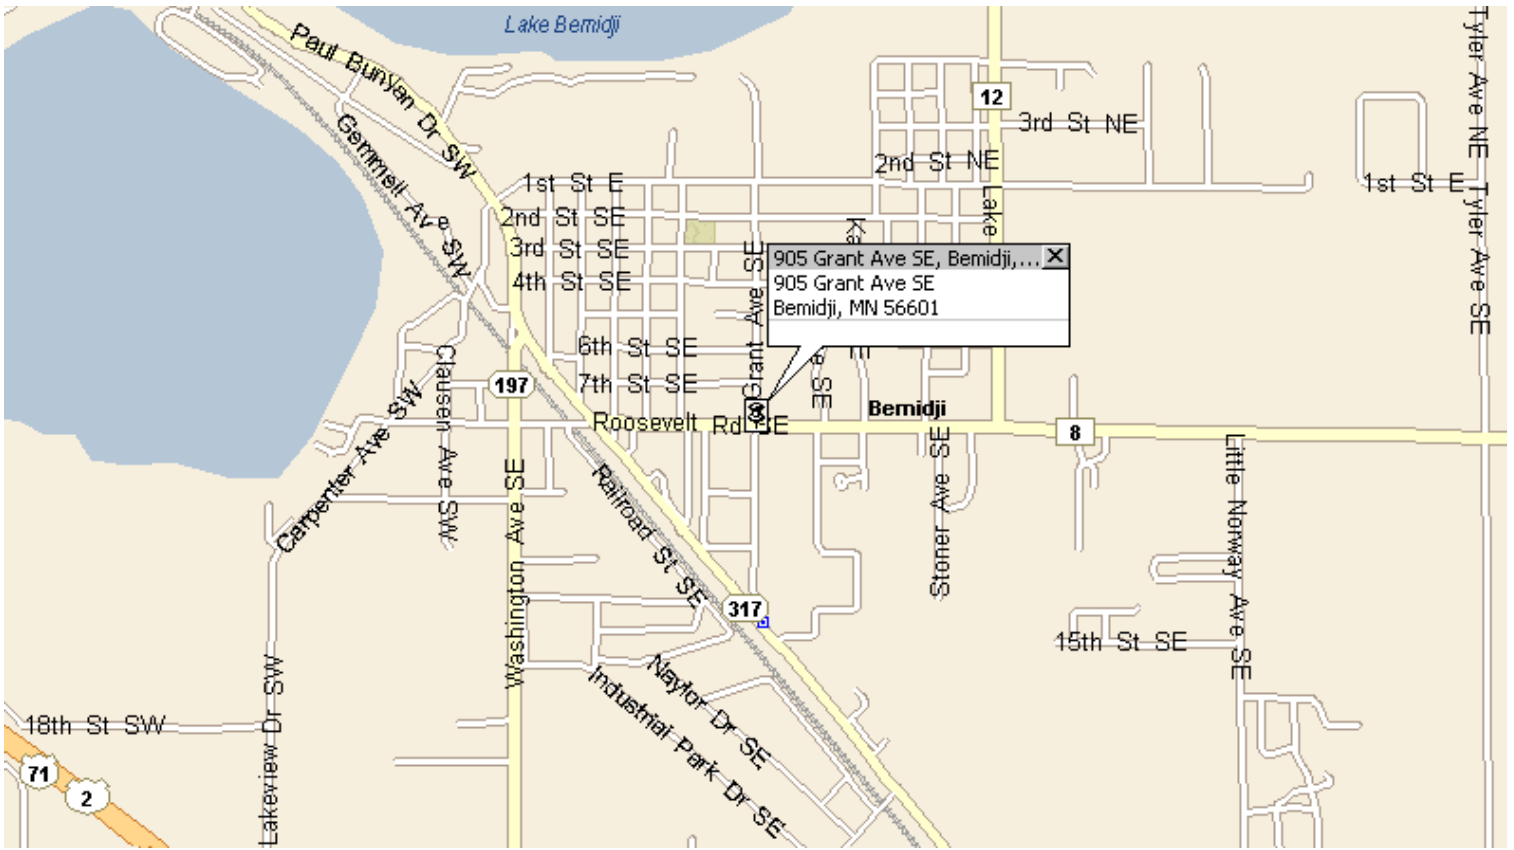 Lake Bemidji
Paul Bunyan Dr SW
Gemmell Ave SW
12
3rd St NE
2nd St NE
Tyler Ave NE
1st St E
1st St E
2nd St SE
3rd St SE
4th St SE
Lake
Tyler Ave SE
905 Grant Ave SE, Bemidji,...
905 Grant Ave SE
Bemidji, MN 56601
Grant Ave SE
6th St SE
7th St SE
197
Clausen Ave SW
Carpenter Ave SW
Roosevelt Rd SE
Bemidji
8
Washington Ave SE
Railroad St SE
Stoner Ave SE
Little Norway Ave SE
317
15th St SE
Naylor Dr SE
Industrial Park Dr SE
18th St SW
Lakeview Dr SW
71
2